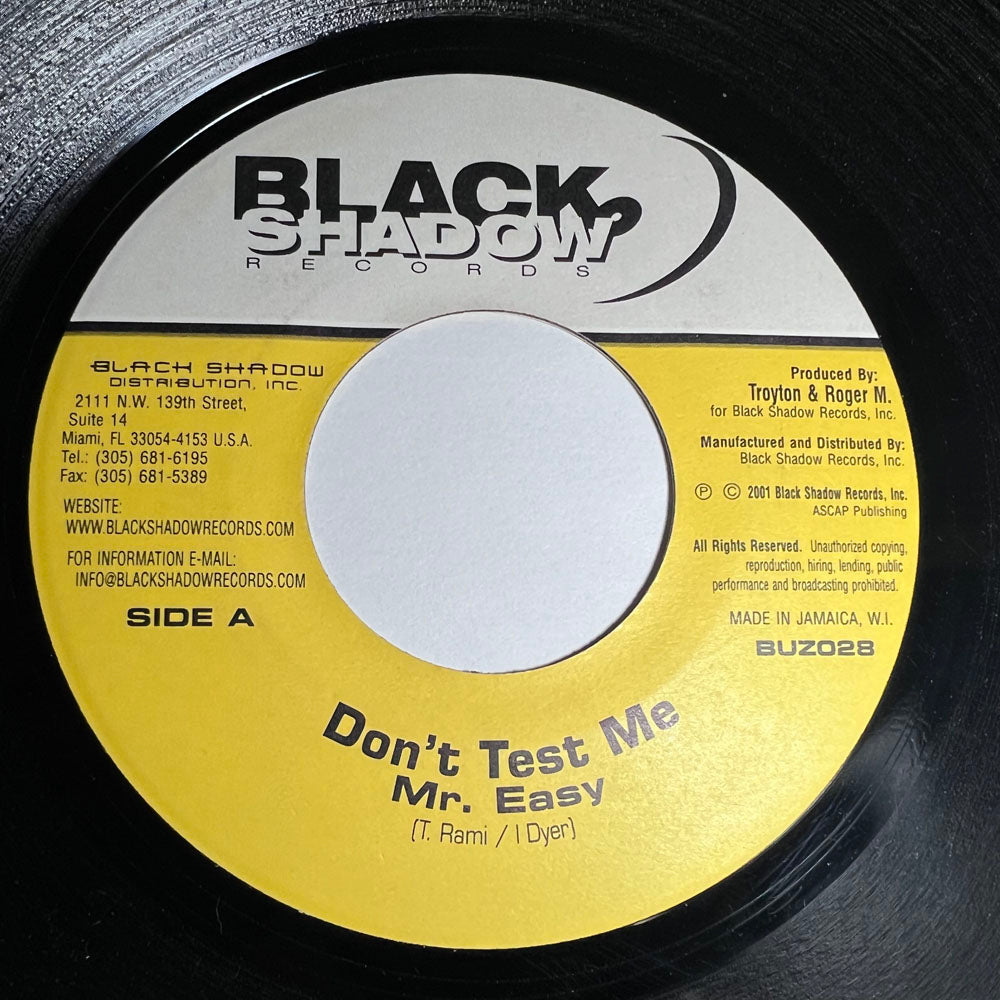 BLACK
SHADOW
RECORDS
BLACK SHADOW
DISTRIBUTION, INC.
2111 N.W. 139th Street,
Suite 14
Miami, FL 33054-4153 U.S.A.
Tel.: (305) 681-6195
Fax: (305) 681-5389
WEBSITE:
WWW.BLACKSHADOWRECORDS.COM
FOR INFORMATION E-MAIL:
INFO@BLACKSHADOWRECORDS.COM
SIDE A
Produced By:
Troyton & Roger M.
for Black Shadow Records, Inc.
Manufactured and Distributed By:
Black Shadow Records, Inc.
Ⓟ © 2001 Black Shadow Records, Inc.
ASCAP Publishing
All Rights Reserved. Unauthorized copying,
reproduction, hiring, lending, public
performance and broadcasting prohibited.
MADE IN JAMAICA, W.I.
BUZ028
Don't Test Me
Mr. Easy
(T. Rami / I Dyer)